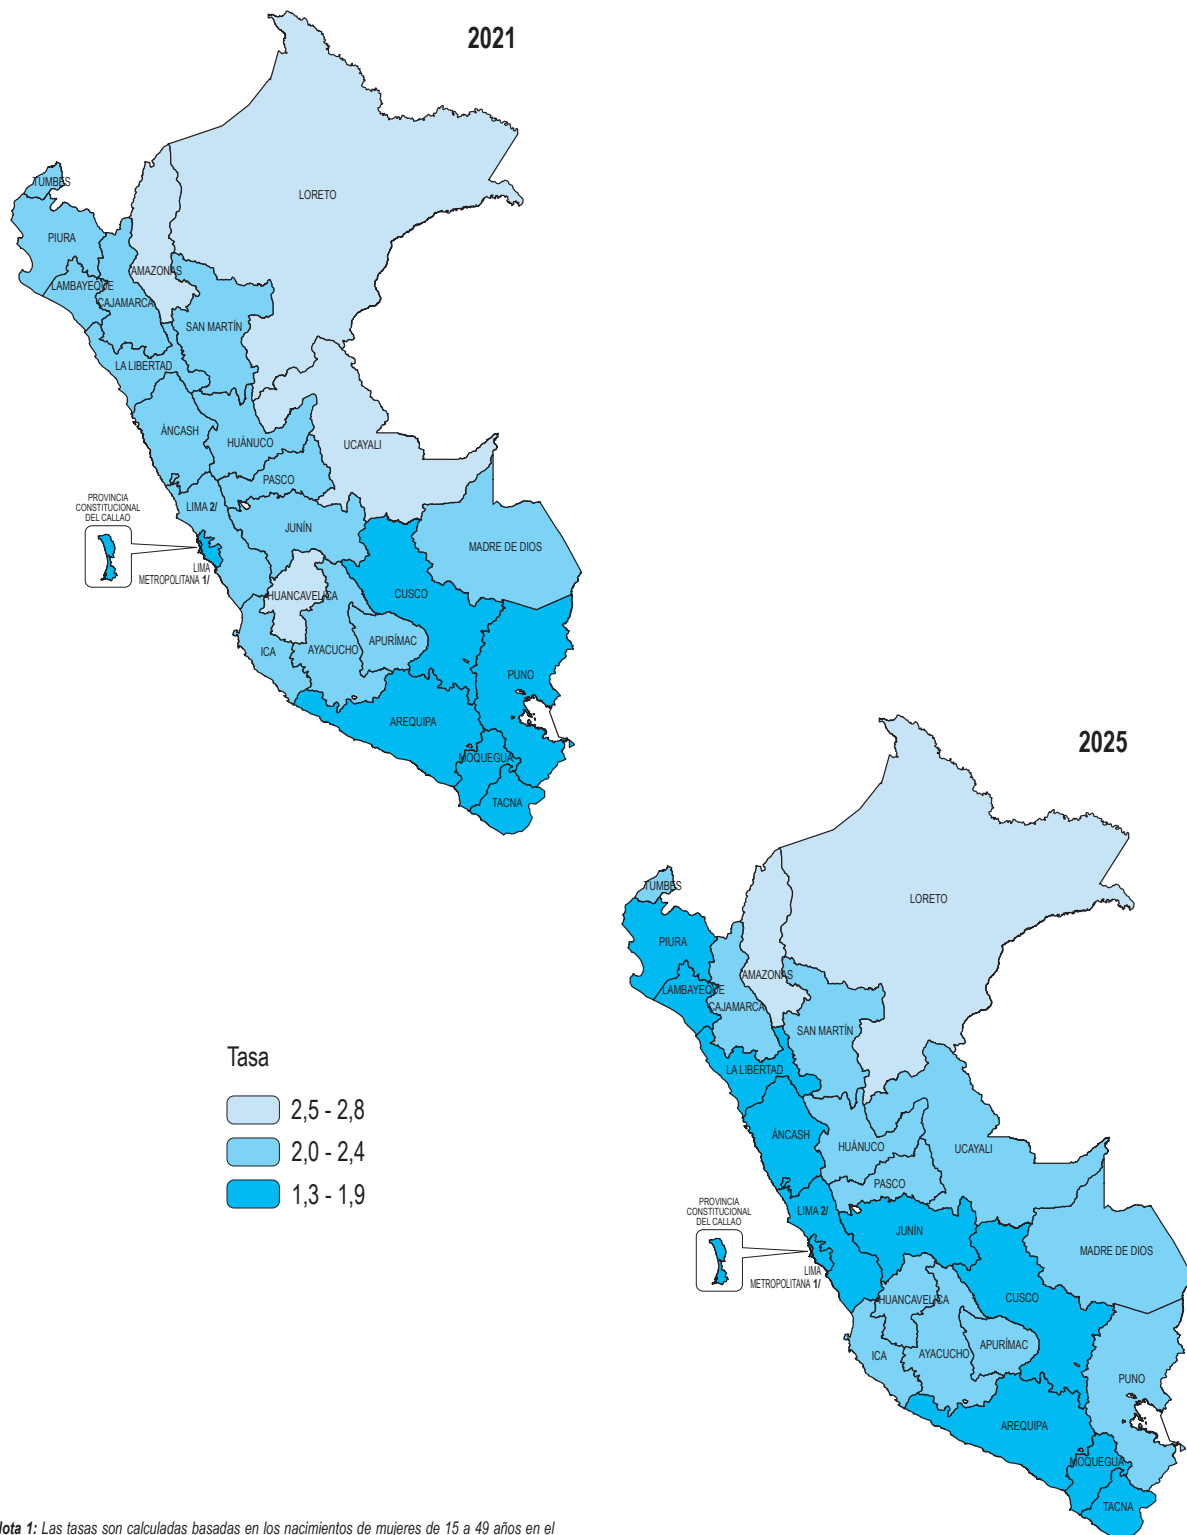 2021
LORETO
TUMBES
PIURA
AMAZONAS
LAMBAYEQUE
CAJAMARCA
SAN MARTÍN
LA LIBERTAD
ÁNCASH
HUÁNUCO
UCAYALI
PASCO
PROVINCIA
CONSTITUCIONAL
DEL CALLAO
LIMA 2/
JUNÍN
MADRE DE DIOS
LIMA
METROPOLITANA 1/
HUANCAVELICA
CUSCO
ICA
AYACUCHO
APURÍMAC
PUNO
AREQUIPA
MOQUEGUA
TACNA
2025
LORETO
TUMBES
PIURA
AMAZONAS
LAMBAYEQUE
CAJAMARCA
SAN MARTÍN
LA LIBERTAD
ÁNCASH
HUÁNUCO
UCAYALI
PASCO
PROVINCIA
CONSTITUCIONAL
DEL CALLAO
LIMA 2/
JUNÍN
MADRE DE DIOS
LIMA
METROPOLITANA 1/
HUANCAVELICA
CUSCO
ICA
AYACUCHO
APURÍMAC
PUNO
AREQUIPA
MOQUEGUA
TACNA
Tasa
2,5 - 2,8
2,0 - 2,4
1,3 - 1,9
ota 1: Las tasas son calculadas basadas en los nacimientos de mujeres de 15 a 49 años en el